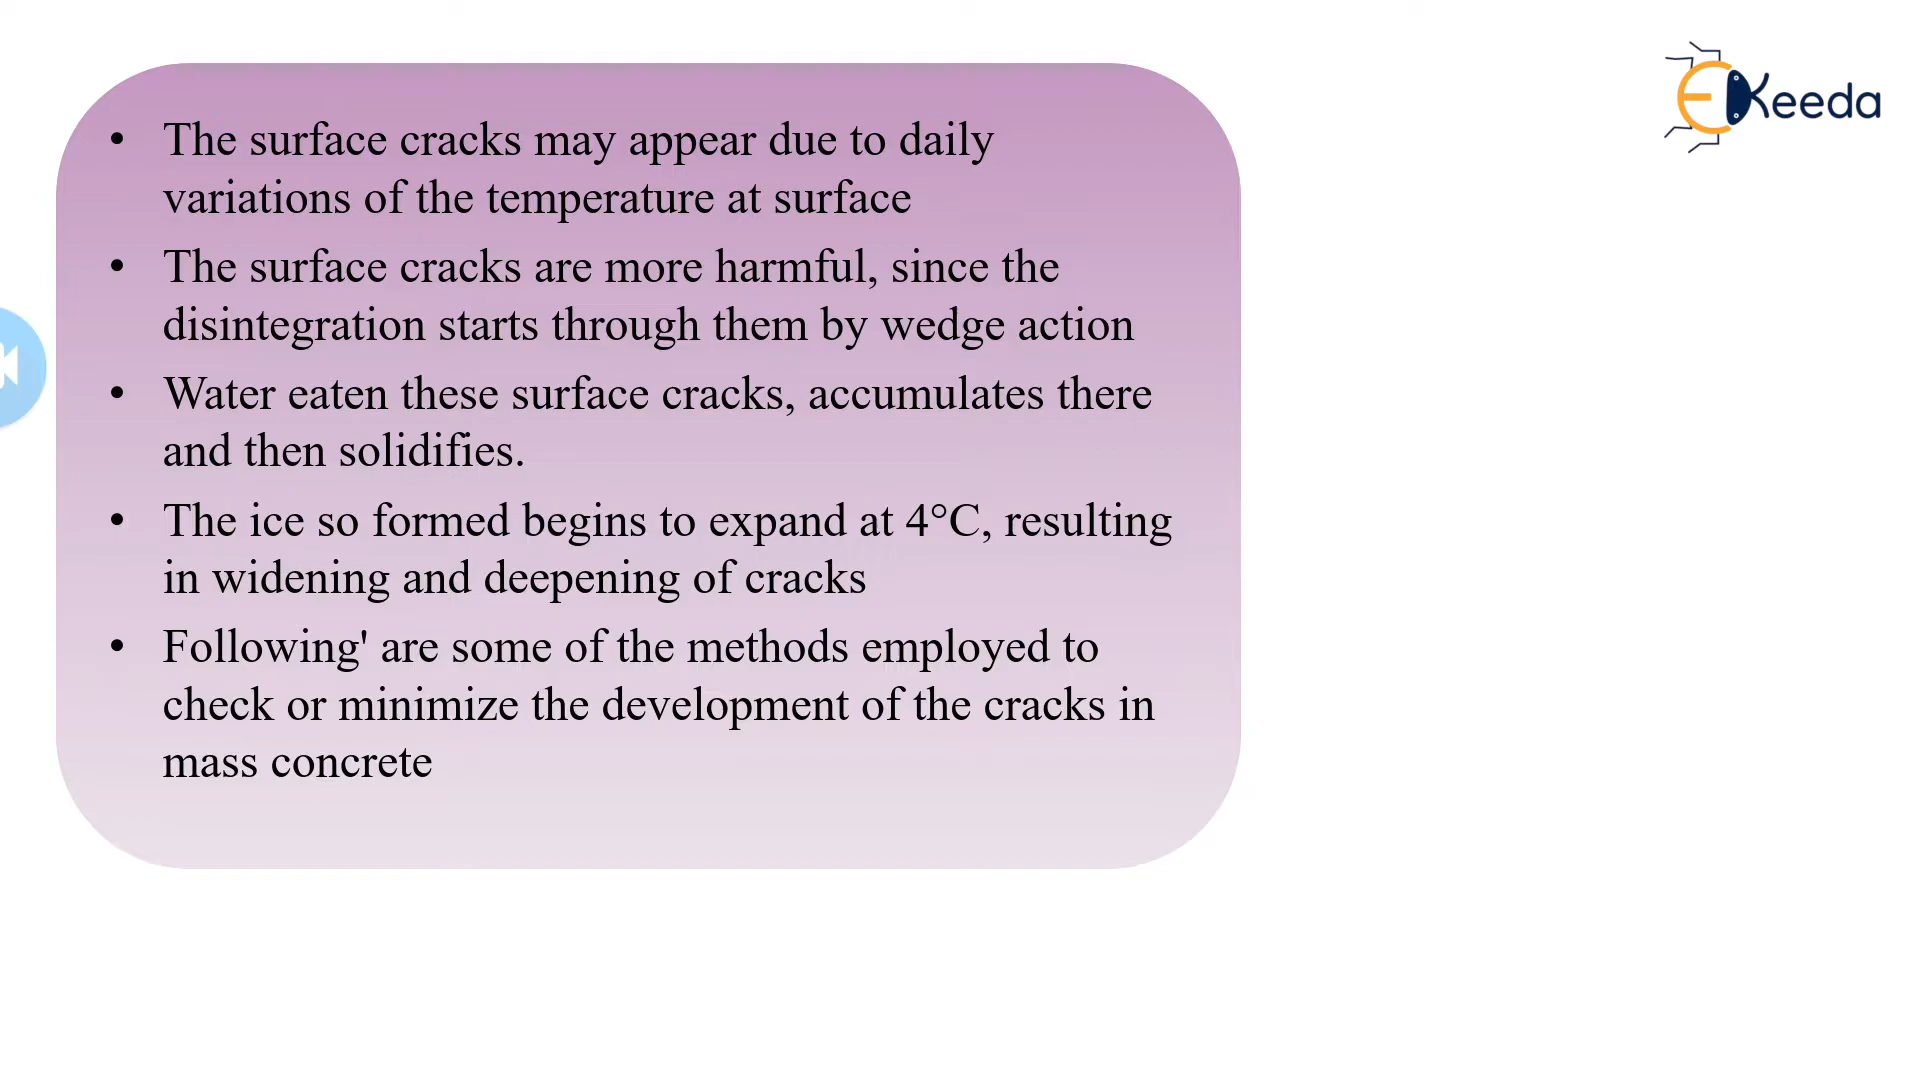 • The surface cracks may appear due to daily
variations of the temperature at surface
• The surface cracks are more harmful, since the
disintegration starts through them by wedge action
• Water eaten these surface cracks, accumulates there
and then solidifies.
• The ice so formed begins to expand at 4°C, resulting
in widening and deepening of cracks
• Following' are some of the methods employed to
check or minimize the development of the cracks in
mass concrete
EKeeda